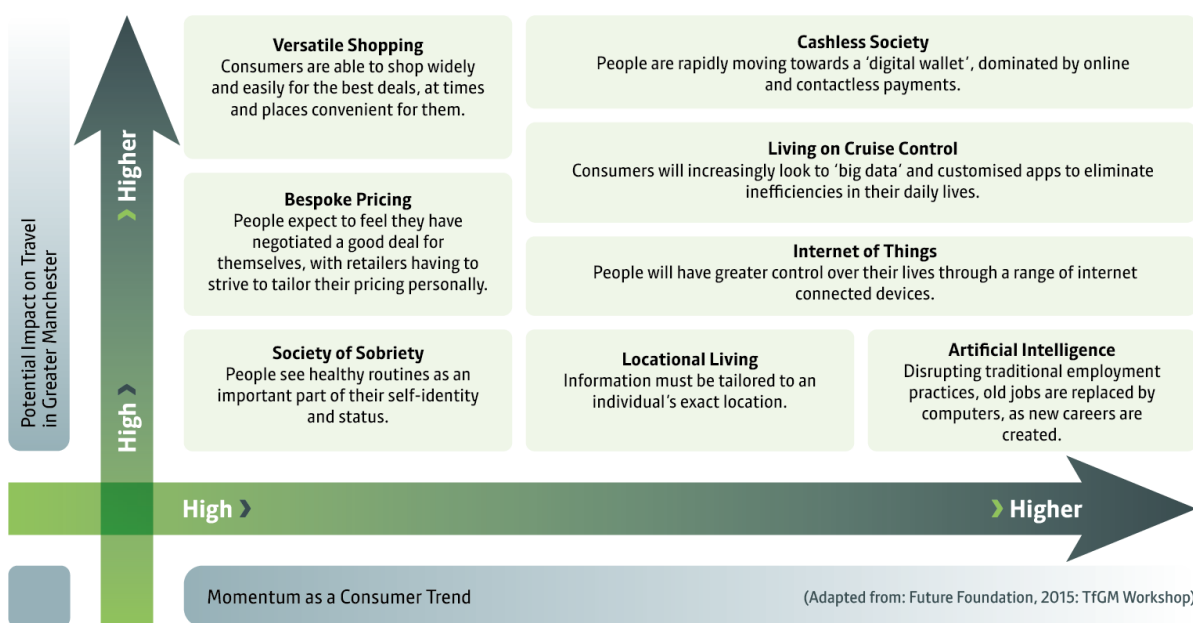 Potential Impact on Travel
in Greater Manchester
High ›
› Higher
Versatile Shopping
Consumers are able to shop widely
and easily for the best deals, at times
and places convenient for them.
Cashless Society
People are rapidly moving towards a ‘digital wallet’, dominated by online
and contactless payments.
Living on Cruise Control
Consumers will increasingly look to ‘big data’ and customised apps to eliminate
inefficiencies in their daily lives.
Bespoke Pricing
People expect to feel they have
negotiated a good deal for
themselves, with retailers having to
strive to tailor their pricing personally.
Internet of Things
People will have greater control over their lives through a range of internet
connected devices.
Society of Sobriety
People see healthy routines as an
important part of their self-identity
and status.
Locational Living
Information must be tailored to an
individual’s exact location.
Artificial Intelligence
Disrupting traditional employment
practices, old jobs are replaced by
computers, as new careers are
created.
High ›
› Higher
Momentum as a Consumer Trend
(Adapted from: Future Foundation, 2015: TfGM Workshop)